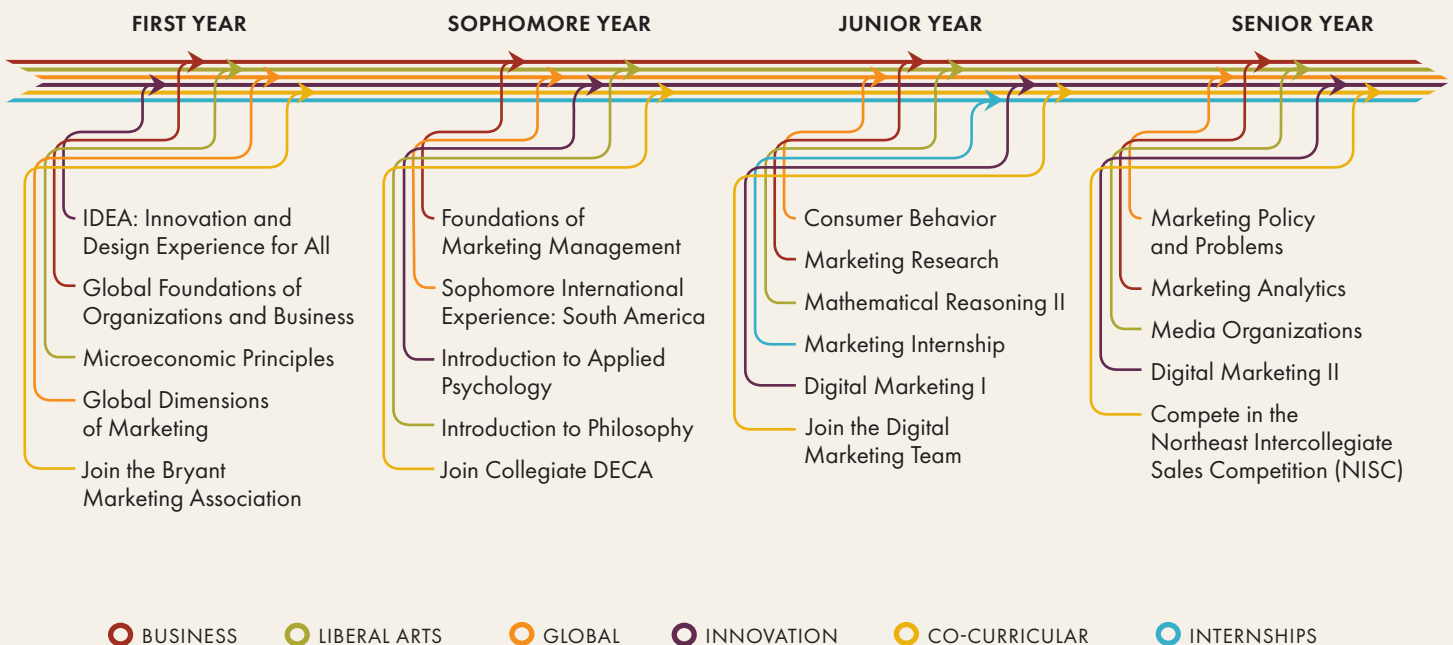 FIRST YEAR
SOPHOMORE YEAR
JUNIOR YEAR
SENIOR YEAR
IDEA: Innovation and
Design Experience for All
Global Foundations of
Organizations and Business
Microeconomic Principles
Global Dimensions
of Marketing
Join the Bryant
Marketing Association
Foundations of
Marketing Management
Sophomore International
Experience: South America
Introduction to Applied
Psychology
Introduction to Philosophy
Join Collegiate DECA
Consumer Behavior
Marketing Research
Mathematical Reasoning II
Marketing Internship
Digital Marketing I
Join the Digital
Marketing Team
Marketing Policy
and Problems
Marketing Analytics
Media Organizations
Digital Marketing II
Compete in the
Northeast Intercollegiate
Sales Competition (NISC)
BUSINESS
LIBERAL ARTS
GLOBAL
INNOVATION
CO-CURRICULAR
INTERNSHIPS